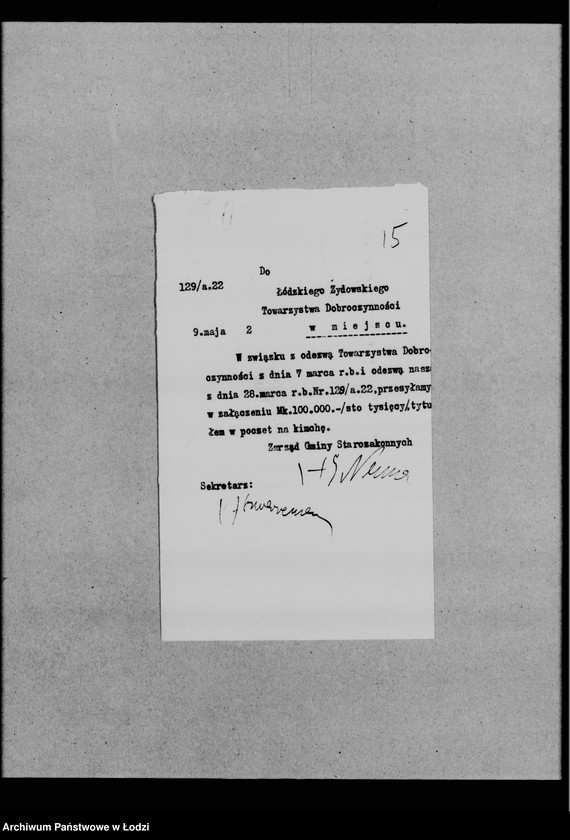 15
Do
129/a.22
Łódzkiego Żydowskiego
Towarzystwa Dobroczynności
9.maja 2
w miejscu.
W związku z odezwą Towarzystwa Dobro-
czynności z dnia 7 marca r.b.i odezwą nasz
z dnia 28.marca r.b.Nr.129/a.22,przesyłamy
w załączeniu Mk.100.000.-/sto tysięcy/,tytu
łem w poczet na kimchę.
Zarząd Gminy Starozakonnych
Sekretarz:
Archiwum Państwowe w Łodzi